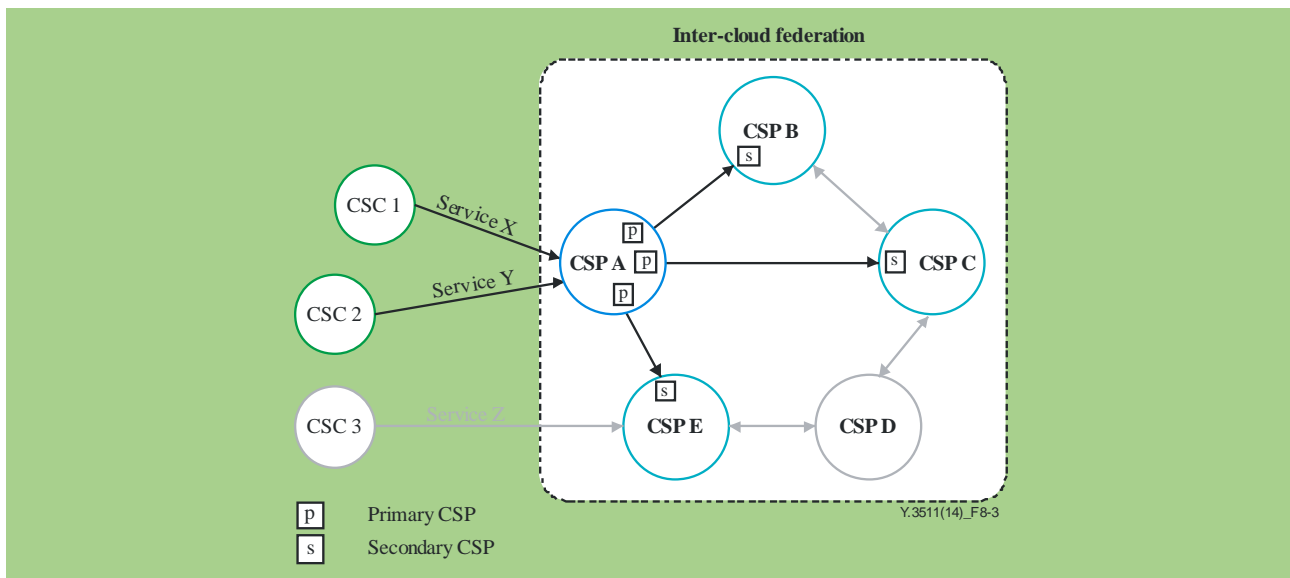 Inter-cloud federation
CSP B
s
CSC 1
Service X
p
CSP A
p
s
CSP C
Service Y
p
CSC 2
s
CSC 3
Service Z
CSP E
CSP D
Y.3511(14)_F8-3
p
Primary CSP
s
Secondary CSP